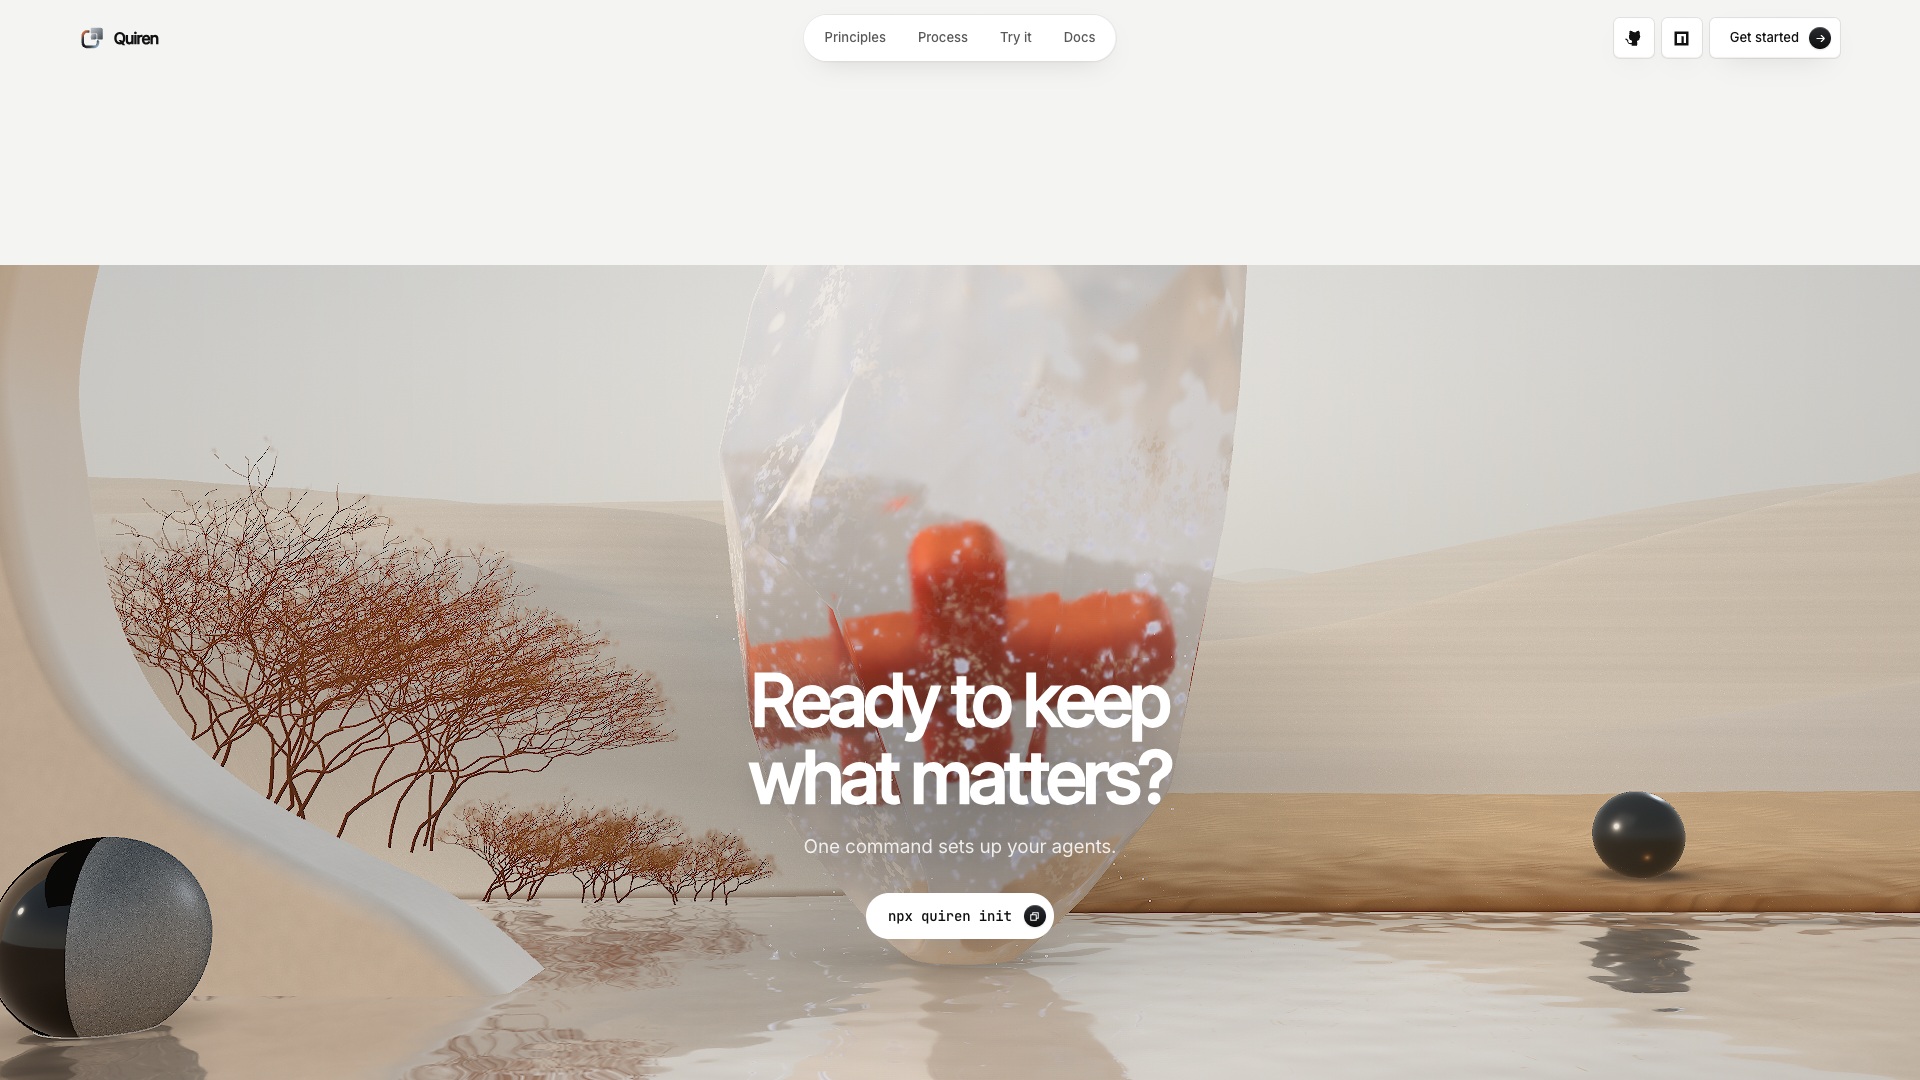 Quiren
Principles
Process
Try it
Docs
Get started
Ready to keep
what matters?
One command sets up your agents.
npx quiren init